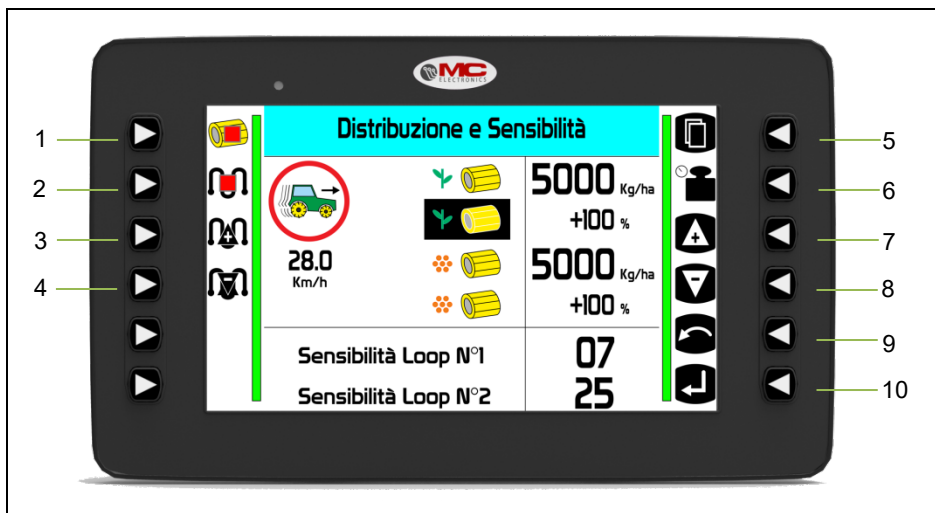 MC
ELECTRONICS
Distribuzione e Sensibilità
5000 Kg/ha
+100 %
28.0
Km/h
5000 Kg/ha
+100 %
Sensibilità Loop N°1 07
Sensibilità Loop N°2 25
1
2
3
4
5
6
7
8
9
10